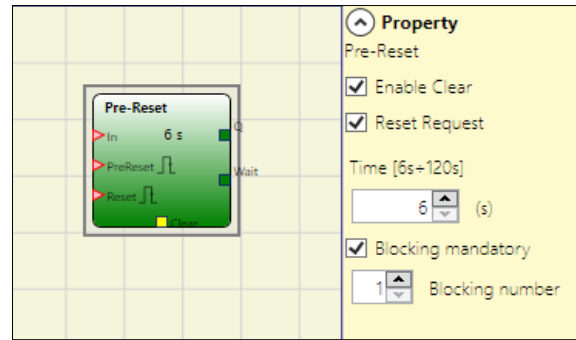 Pre-Reset
In
6 s
Q
PreReset
Wait
Reset
Clear
Property
Pre-Reset
Enable Clear
Reset Request
Time [6s÷120s]
6 (s)
Blocking mandatory
1 Blocking number